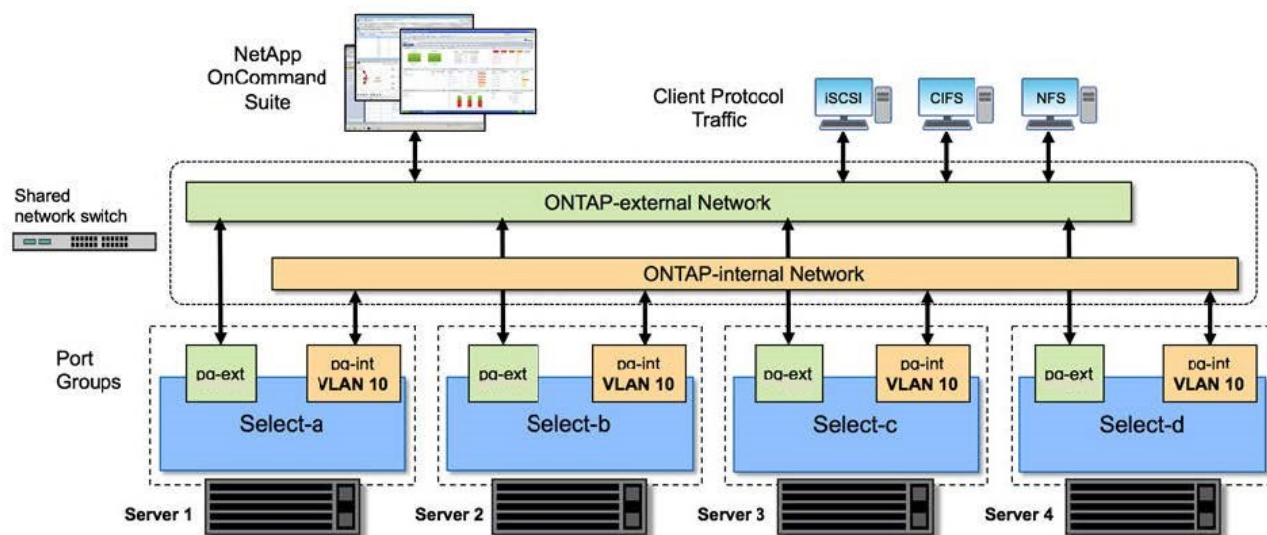 NetApp
OnCommand
Suite
Client Protocol
Traffic
iSCSI
CIFS
NFS
Shared
network switch
ONTAP-external Network
ONTAP-internal Network
Port
Groups
pg-ext
pg-int
VLAN 10
Select-a
pg-ext
pg-int
VLAN 10
Select-b
pg-ext
pg-int
VLAN 10
Select-c
pg-ext
pg-int
VLAN 10
Select-d
Server 1
Server 2
Server 3
Server 4